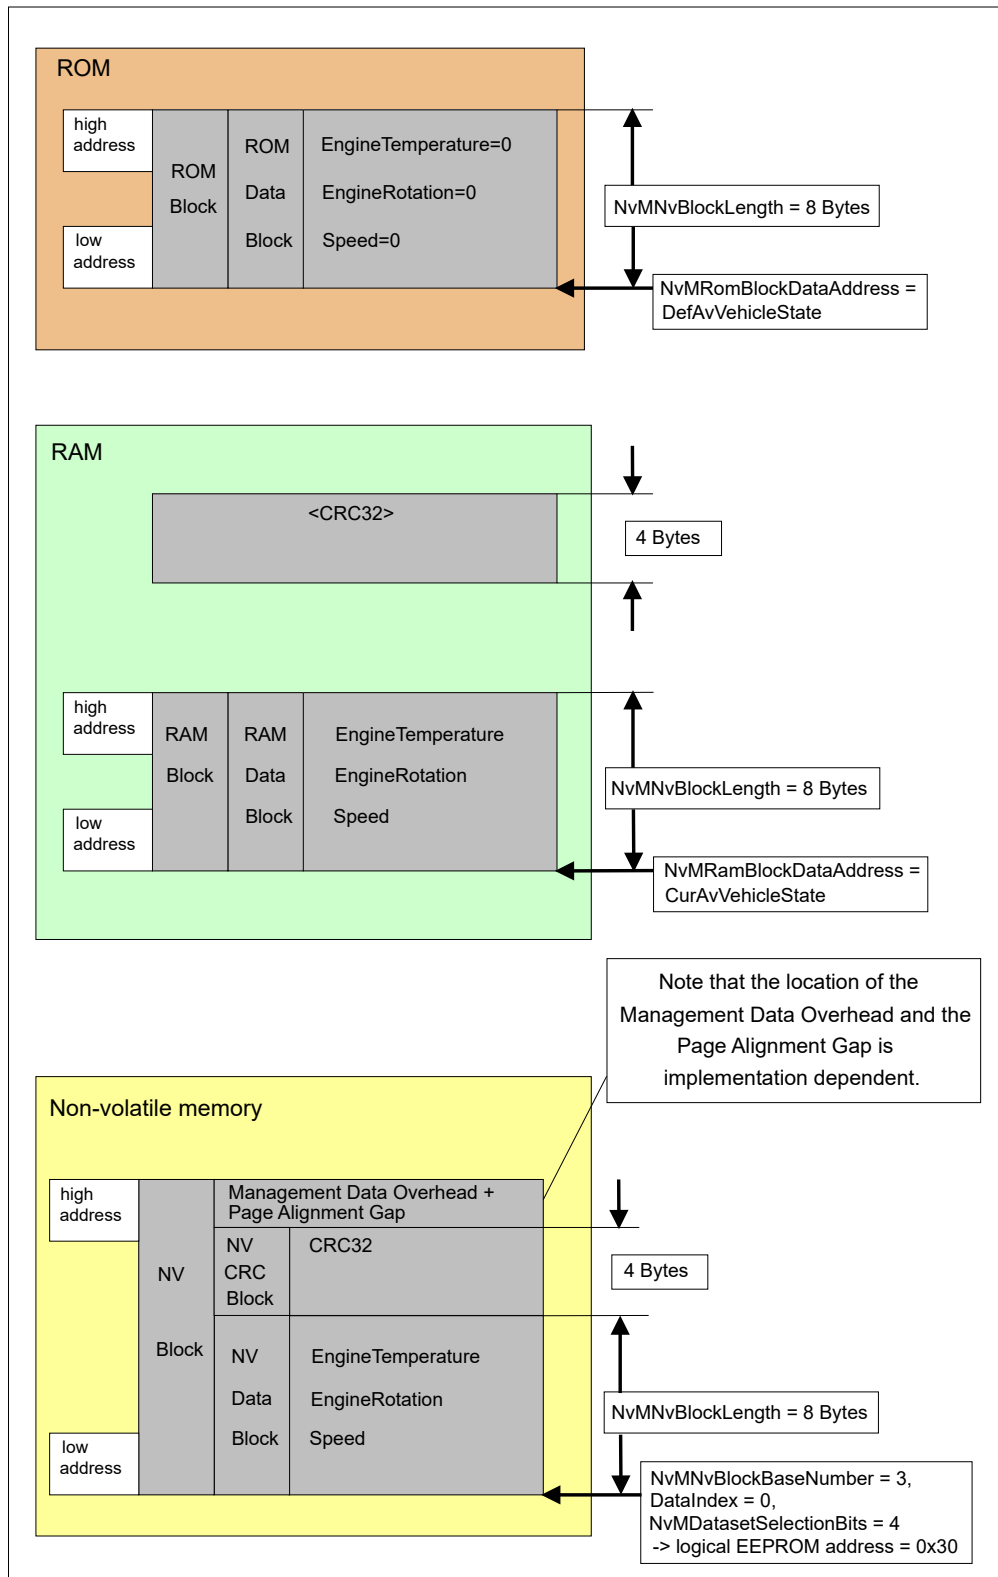 ROM
high
address
ROM
Block
low
address
ROM
Data
Block
EngineTemperature=0
EngineRotation=0
Speed=0
NvMNvBlockLength = 8 Bytes
NvMRomBlockDataAddress =
DefAvVehicleState
RAM
<CRC32>
4 Bytes
high
address
RAM
Block
low
address
RAM
Data
Block
EngineTemperature
EngineRotation
Speed
NvMNvBlockLength = 8 Bytes
NvMRamBlockDataAddress =
CurAvVehicleState
Note that the location of the
Management Data Overhead and the
Page Alignment Gap is
implementation dependent.
Non-volatile memory
high
address
NV
Block
low
address
Management Data Overhead +
Page Alignment Gap
NV
CRC
Block
CRC32
4 Bytes
NV
Data
Block
EngineTemperature
EngineRotation
Speed
NvMNvBlockLength = 8 Bytes
NvMNvBlockBaseNumber = 3,
DataIndex = 0,
NvMDatasetSelectionBits = 4
-> logical EEPROM address = 0x30